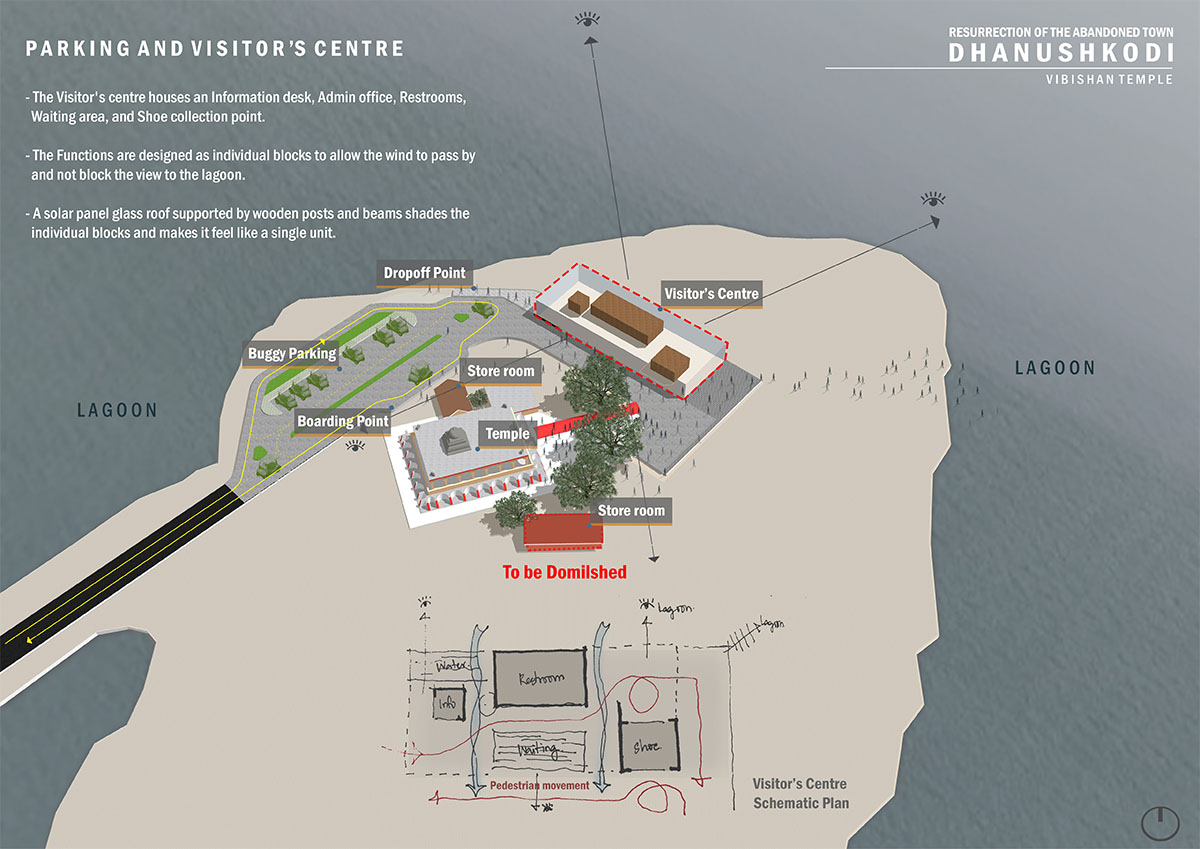 PARKING AND VISITOR'S CENTRE
RESURRECTION OF THE ABANDONED TOWN
DHANUSHKODI
VIBISHAN TEMPLE
- The Visitor's centre houses an Information desk, Admin office, Restrooms,
Waiting area, and Shoe collection point.
- The Functions are designed as individual blocks to allow the wind to pass by
and not block the view to the lagoon.
- A solar panel glass roof supported by wooden posts and beams shades the
individual blocks and makes it feel like a single unit.
Dropoff Point
Visitor's Centre
Buggy Parking
Store room
LAGOON
LAGOON
Boarding Point
Temple
Store room
To be Domilshed
Lagoon
Lagoon
Water
Restroom
Info
Waiting
Shoe
Pedestrian movement
Visitor's Centre
Schematic Plan